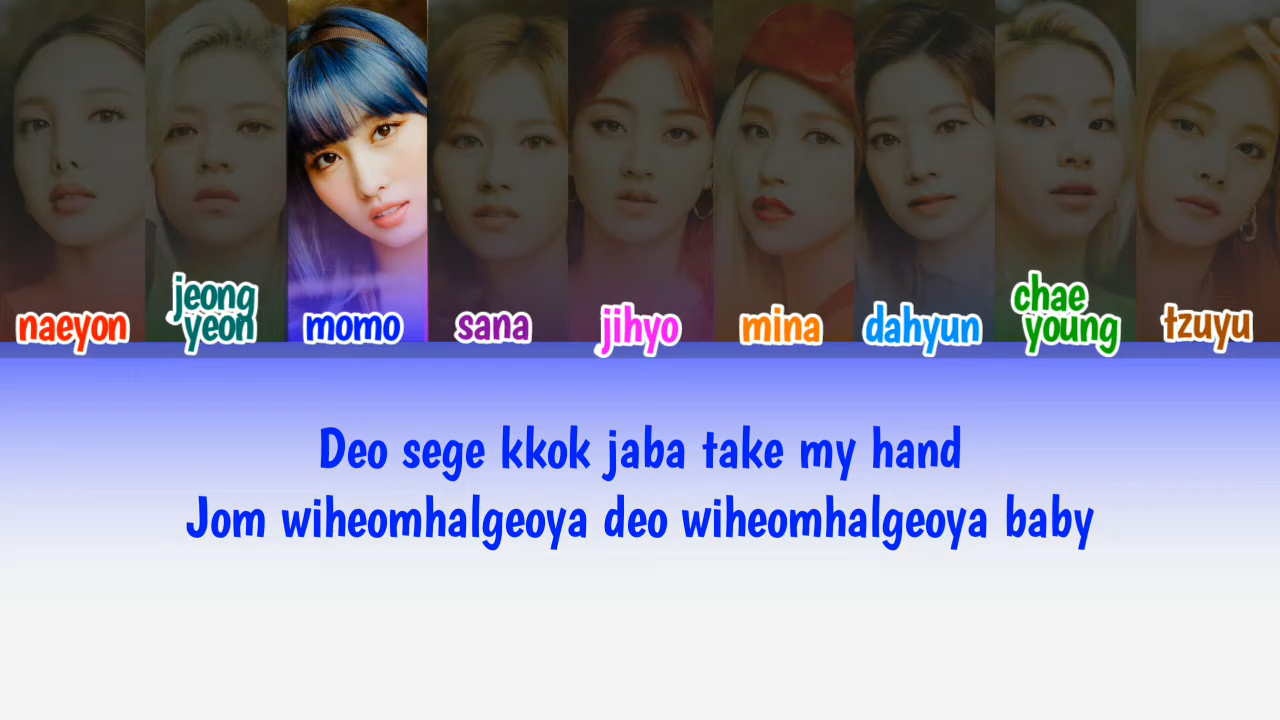 naeyon
jeong
yeon
momo
sana
jihyo
mina
dahyun
chae
young
tzuyu
Deo sege kkok jaba take my hand
Jom wiheomhalgeoya deo wiheomhalgeoya baby